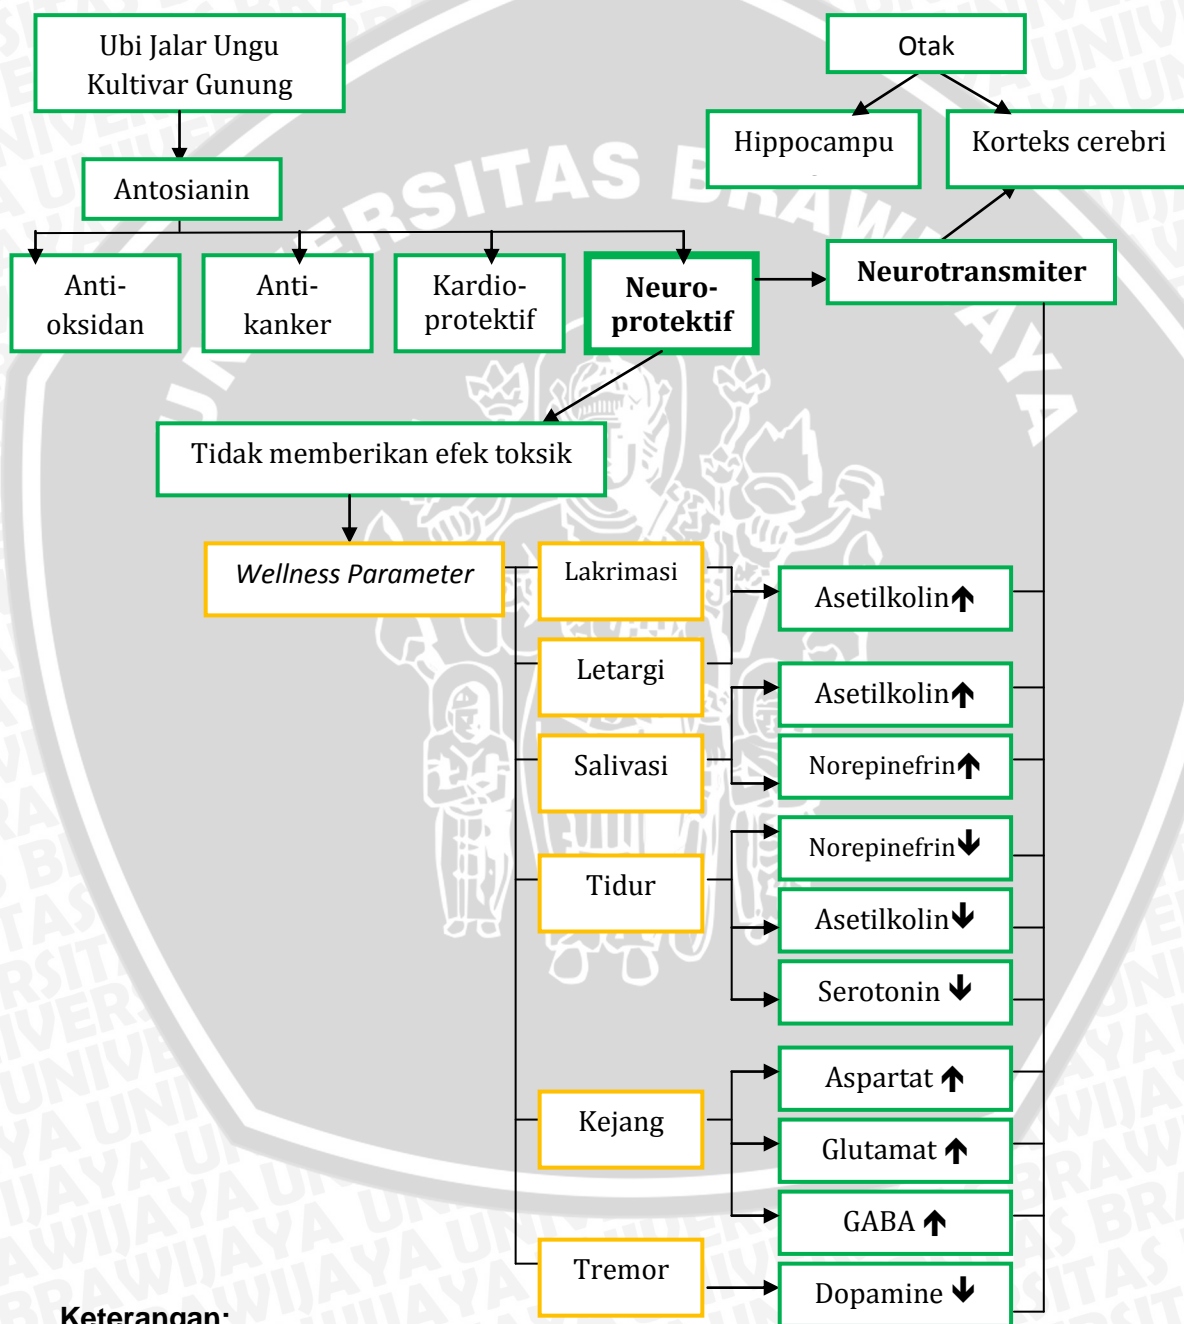 Ubi Jalar Ungu
Kultivar Gunung
Otak
Hippocampu
Korteks cerebri
Antosianin
UNIVERSITAS BRAWIJAYA
Anti-
oksidan
Anti-
kanker
Kardio-
protektif
Neuro-
protektif
Neurotransmiter
Tidak memberikan efek toksik
Wellness Parameter
Lakrimasi
Asetilkolin↑
Letargi
Asetilkolin↑
Salivasi
Norepinefrin↑
Norepinefrin↓
Tidur
Asetilkolin↓
Serotonin ↓
Aspartat ↑
Kejang
Glutamat ↑
GABA ↑
Tremor
Dopamine ↓
Keterangan: